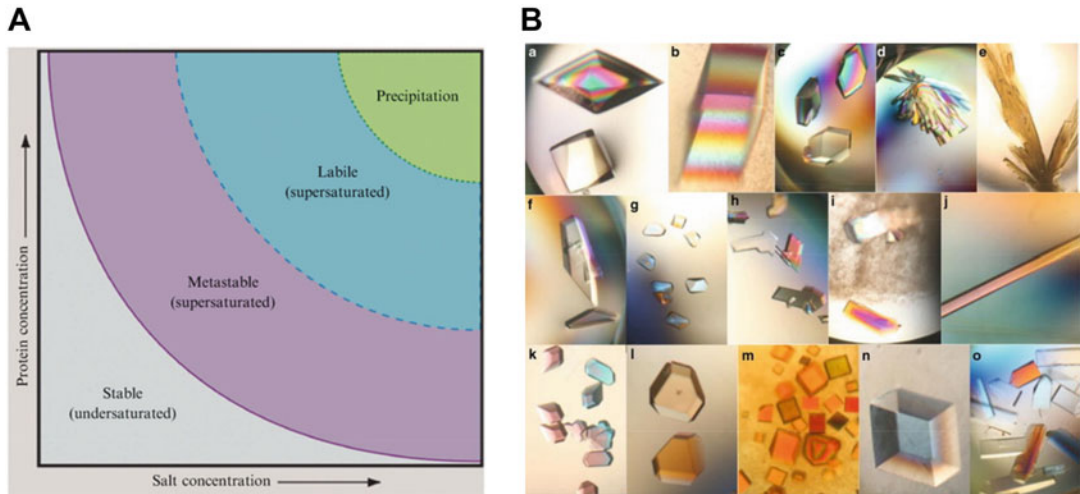 A
B
Precipitation
Labile
(supersaturated)
Metastable
(supersaturated)
Stable
(undersaturated)
Protein concentration
Salt concentration
a
b
c
d
e
f
g
h
i
j
k
l
m
n
o